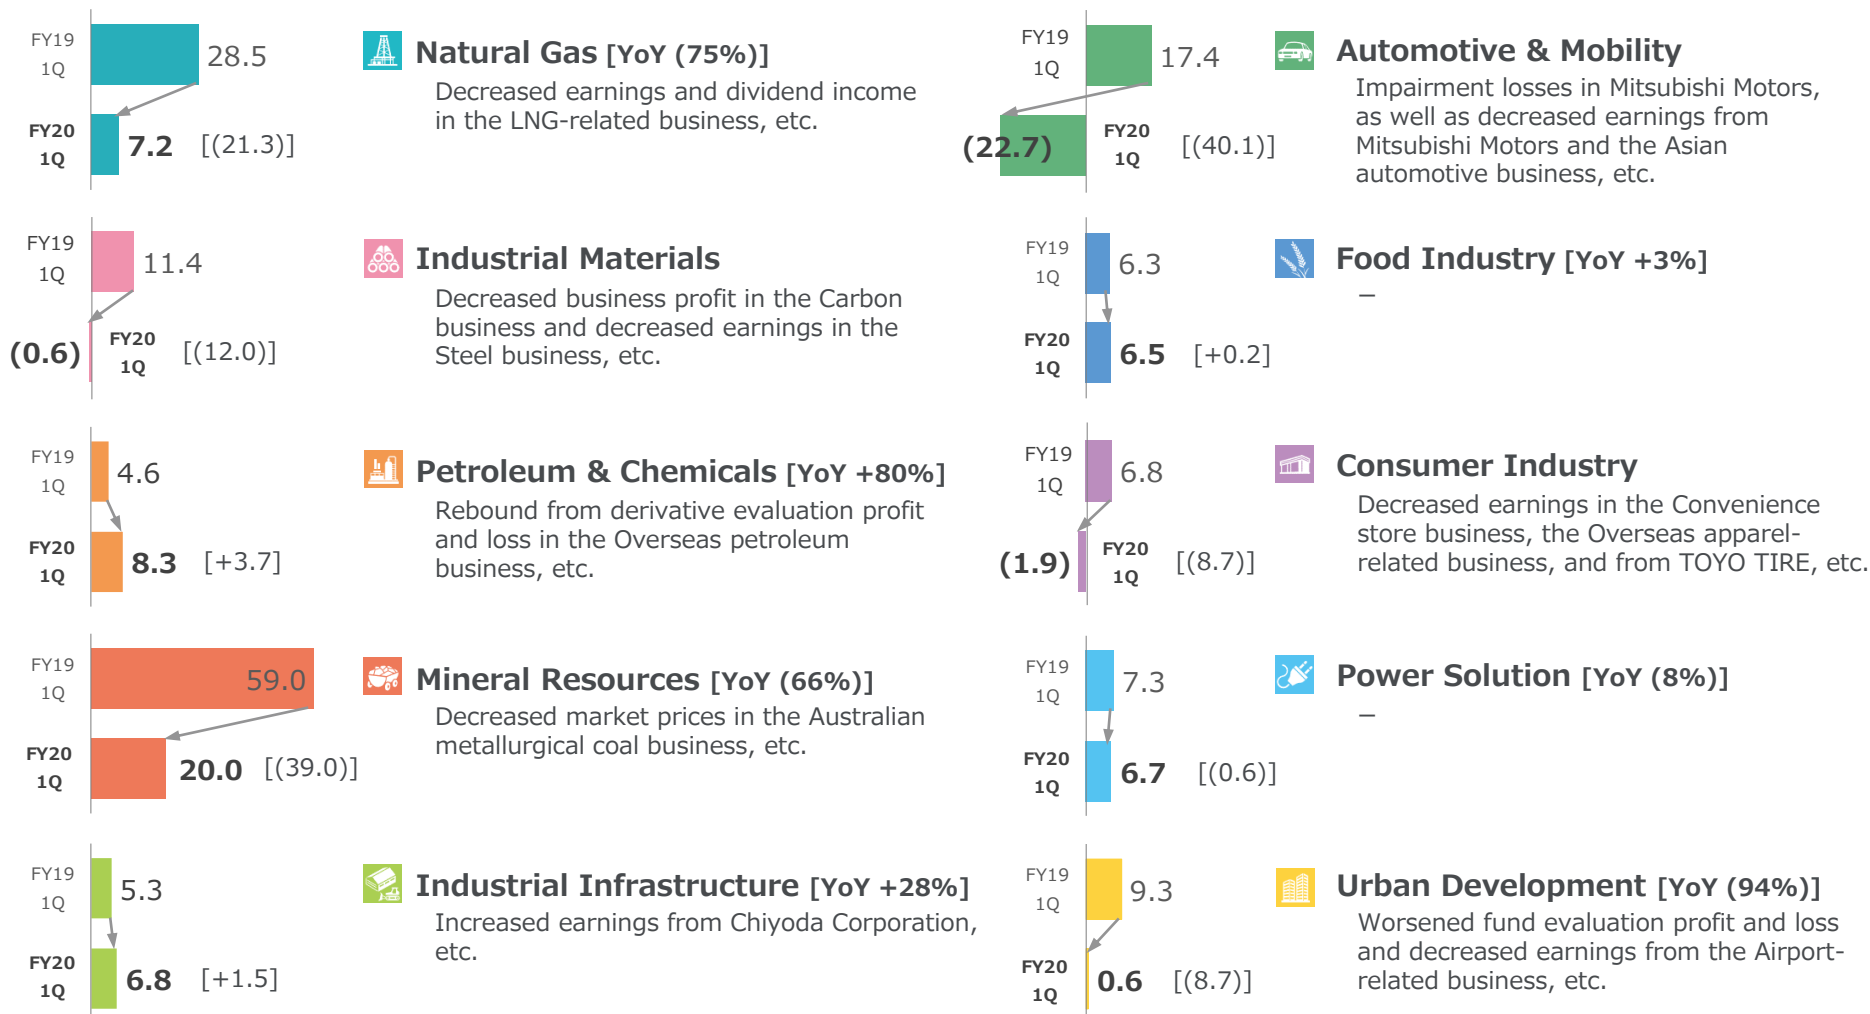 FY19
1Q
28.5
Natural Gas [YoY (75%)]
Decreased earnings and dividend income
in the LNG-related business, etc.
FY20
1Q
7.2 [(21.3)]
FY19
1Q
11.4
Industrial Materials
Decreased business profit in the Carbon
business and decreased earnings in the
Steel business, etc.
(0.6)
FY20
1Q
[(12.0)]
FY19
1Q
4.6
Petroleum & Chemicals [YoY +80%]
Rebound from derivative evaluation profit
and loss in the Overseas petroleum
business, etc.
FY20
1Q
8.3 [+3.7]
FY19
1Q
59.0
Mineral Resources [YoY (66%)]
Decreased market prices in the Australian
metallurgical coal business, etc.
FY20
1Q
20.0 [(39.0)]
FY19
1Q
5.3
Industrial Infrastructure [YoY +28%]
Increased earnings from Chiyoda Corporation,
etc.
FY20
1Q
6.8 [+1.5]
FY19
1Q
17.4
Automotive & Mobility
Impairment losses in Mitsubishi Motors,
as well as decreased earnings from
Mitsubishi Motors and the Asian
automotive business, etc.
(22.7)
FY20
1Q
[(40.1)]
FY19
1Q
6.3
Food Industry [YoY +3%]
–
FY20
1Q
6.5 [+0.2]
FY19
1Q
6.8
Consumer Industry
Decreased earnings in the Convenience
store business, the Overseas apparel-
related business, and from TOYO TIRE, etc.
(1.9)
FY20
1Q
[(8.7)]
FY19
1Q
7.3
Power Solution [YoY (8%)]
–
FY20
1Q
6.7 [(0.6)]
FY19
1Q
9.3
Urban Development [YoY (94%)]
Worsened fund evaluation profit and loss
and decreased earnings from the Airport-
related business, etc.
FY20
1Q
0.6 [(8.7)]